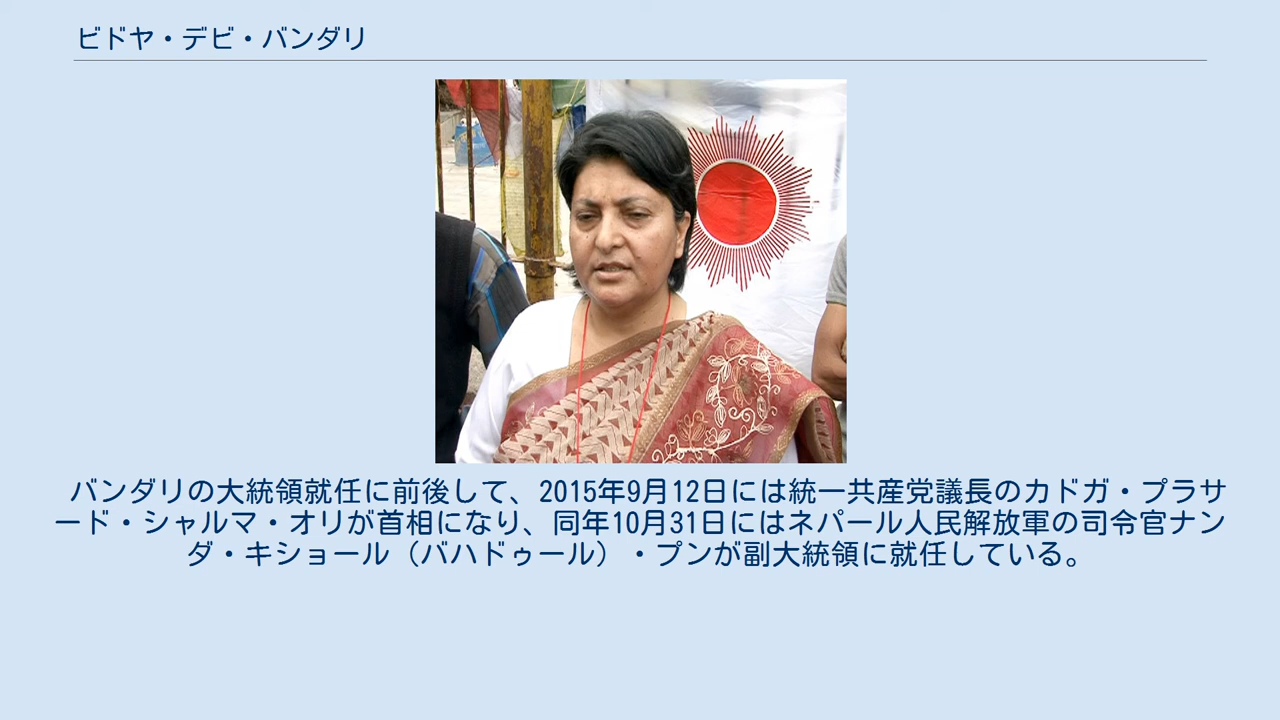 ビドヤ・デビ・バンダリ
バンダリの大統領就任に前後して、2015年9月12日には統一共産党議長のカドガ・プラサ
ード・シャルマ・オリが首相になり、同年10月31日にはネパール人民解放軍の司令官ナン
ダ・キショール（バハドゥール）・プンが副大統領に就任している。